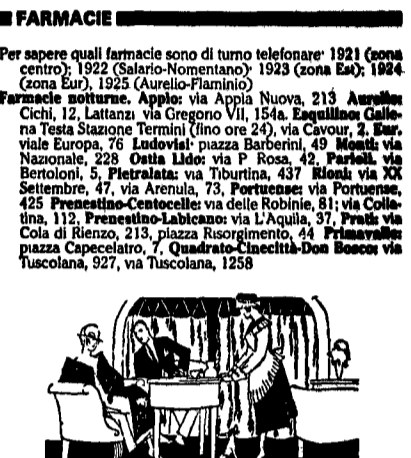 FARMACIE
Per sapere quali farmacie sono di turno telefonare· 1921 (zona
centro); 1922 (Salario-Nomentano)· 1923 (zona Est); 1924
(zona Eur), 1925 (Aurelio-Flaminio)
Farmacie notturne. Appio: via Appia Nuova, 213 Aurelio:
Cichi, 12, Lattanzi via Gregorio VII, 154a. Esquilino: Galle-
na Testa Stazione Termini (fino ore 24), via Cavour, 2. Eur.
viale Europa, 76 Ludovisi· piazza Barberini, 49 Monti: via
Nazionale, 228 Ostia Lido: via P Rosa, 42, Parioli. via
Bertoloni, 5, Pietralata: via Tiburtina, 437 Rioni: via XX
Settembre, 47, via Arenula, 73, Portuense: via Portuense,
425 Prenestino-Centocelle: via delle Robinie, 81; via Colla-
tina, 112, Prenestino-Labicano: via L'Aquila, 37, Prati: via
Cola di Rienzo, 213, piazza Risorgimento, 44 Primavalle:
piazza Capecelatro, 7, Quadrato-Cinecittà-Don Bosco: via
Tuscolana, 927, via Tuscolana, 1258